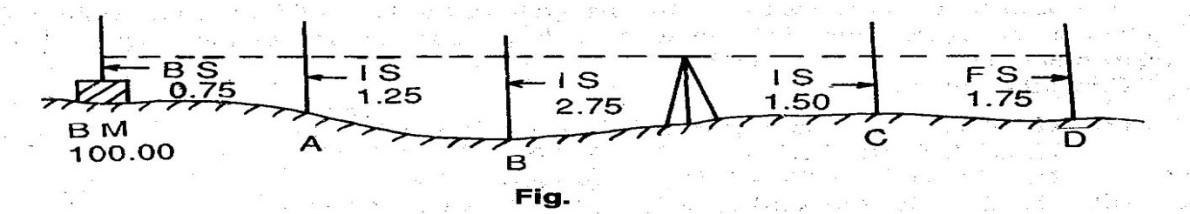 B S
0.75
I S
1.25
I S
2.75
I S
1.50
F S
1.75
B M
100.00
A
B
C
D
Fig.